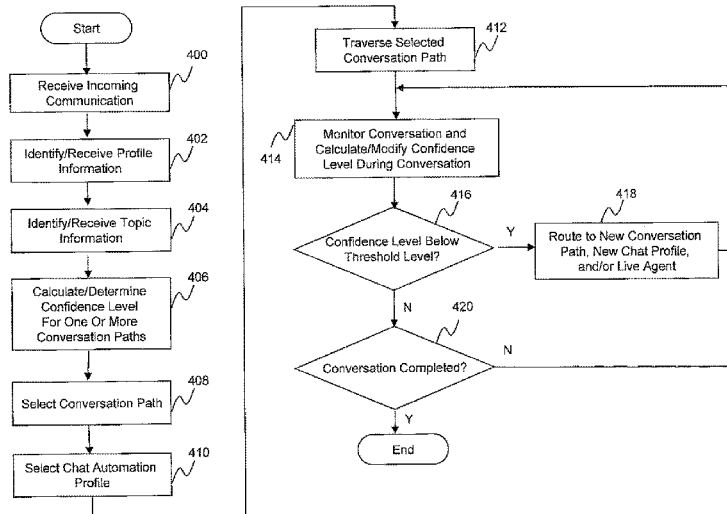 Start
400
Receive Incoming
Communication
402
Identify/Receive Profile
Information
404
Identify/Receive Topic
Information
406
Calculate/Determine
Confidence Level
For One Or More
Conversation Paths
408
Select Conversation Path
410
Select Chat Automation
Profile
412
Traverse Selected
Conversation Path
414
Monitor Conversation and
Calculate/Modify Confidence
Level During Conversation
416
Confidence Level Below
Threshold Level?
Y
418
Route to New Conversation
Path, New Chat Profile,
and/or Live Agent
N
420
Conversation Completed?
N
Y
End